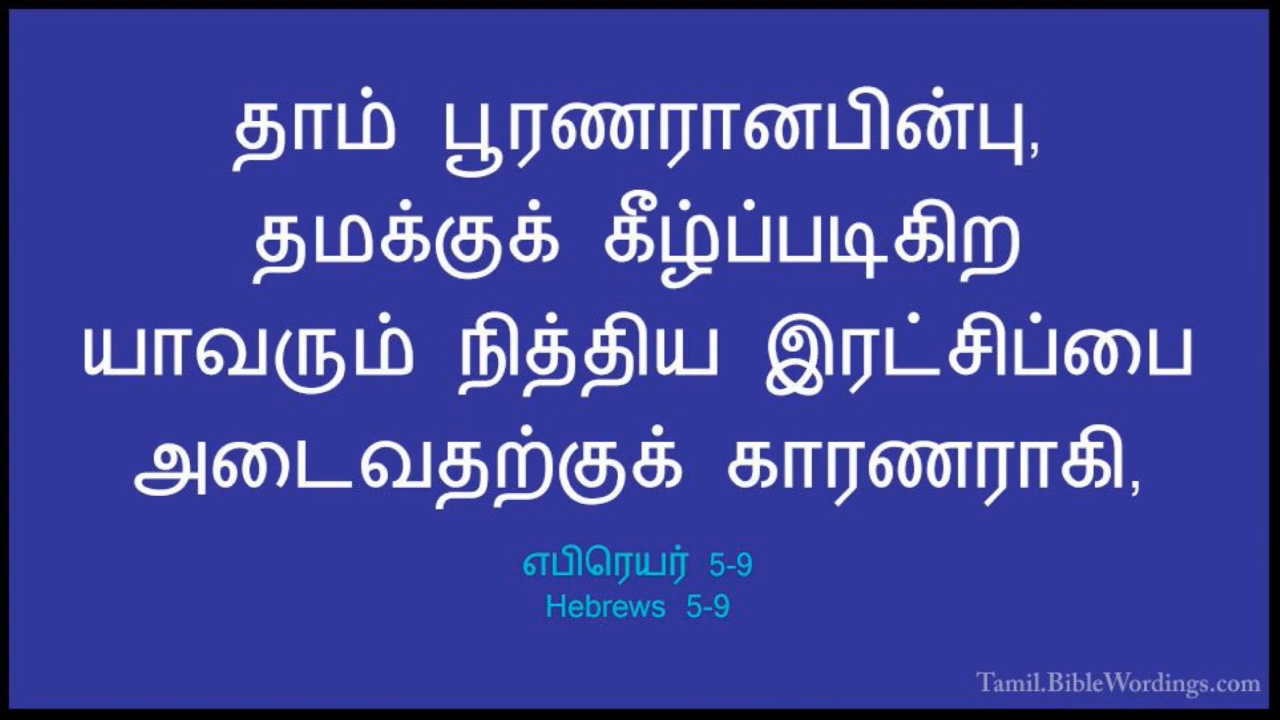 தாம் பூரணரானபின்பு,
தமக்குக் கீழ்ப்படிகிற
யாவரும் நித்திய இரட்சிப்பை
அடைவதற்குக் காரணராகி,
எபிரெயர் 5-9
Hebrews 5-9
Tamil.BibleWordings.com